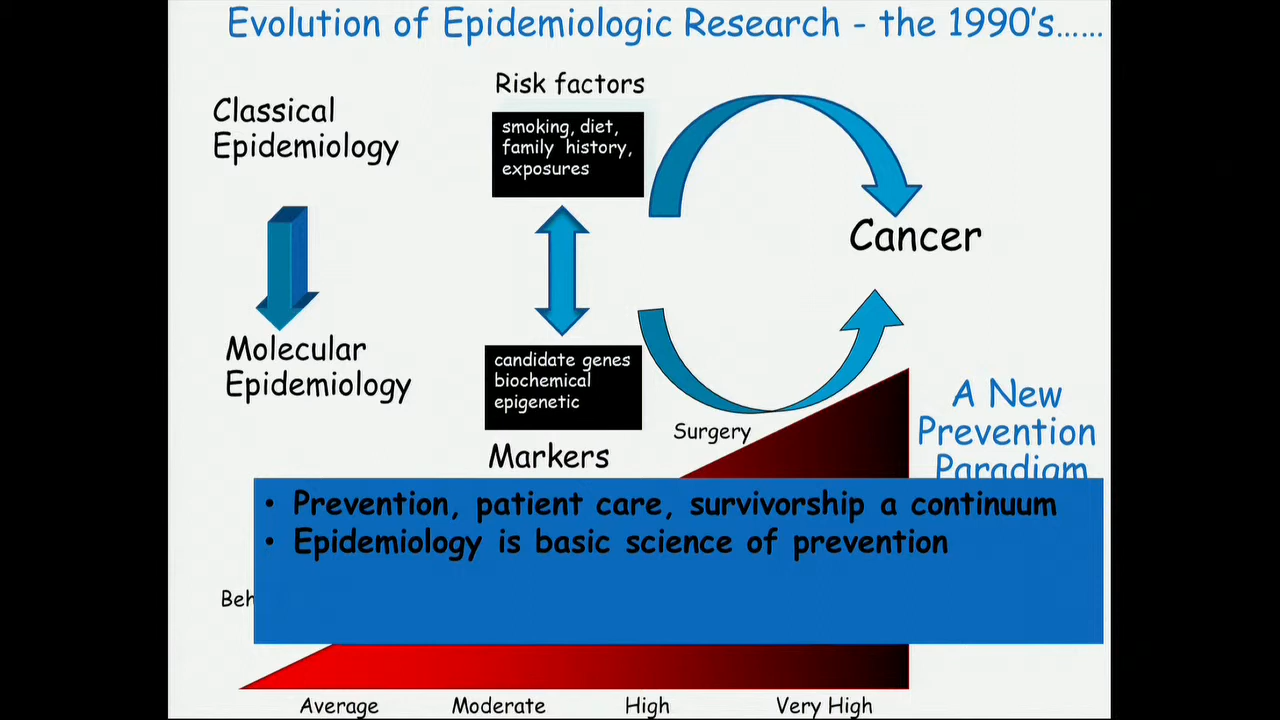 Evolution of Epidemiologic Research - the 1990's......
Risk factors
Classical
Epidemiology
smoking, diet,
family history,
exposures
Cancer
Molecular
Epidemiology
candidate genes
biochemical
epigenetic
Markers
Surgery
A New
Prevention
Paradigm
• Prevention, patient care, survivorship a continuum
• Epidemiology is basic science of prevention
Beh
Average
Moderate
High
Very High